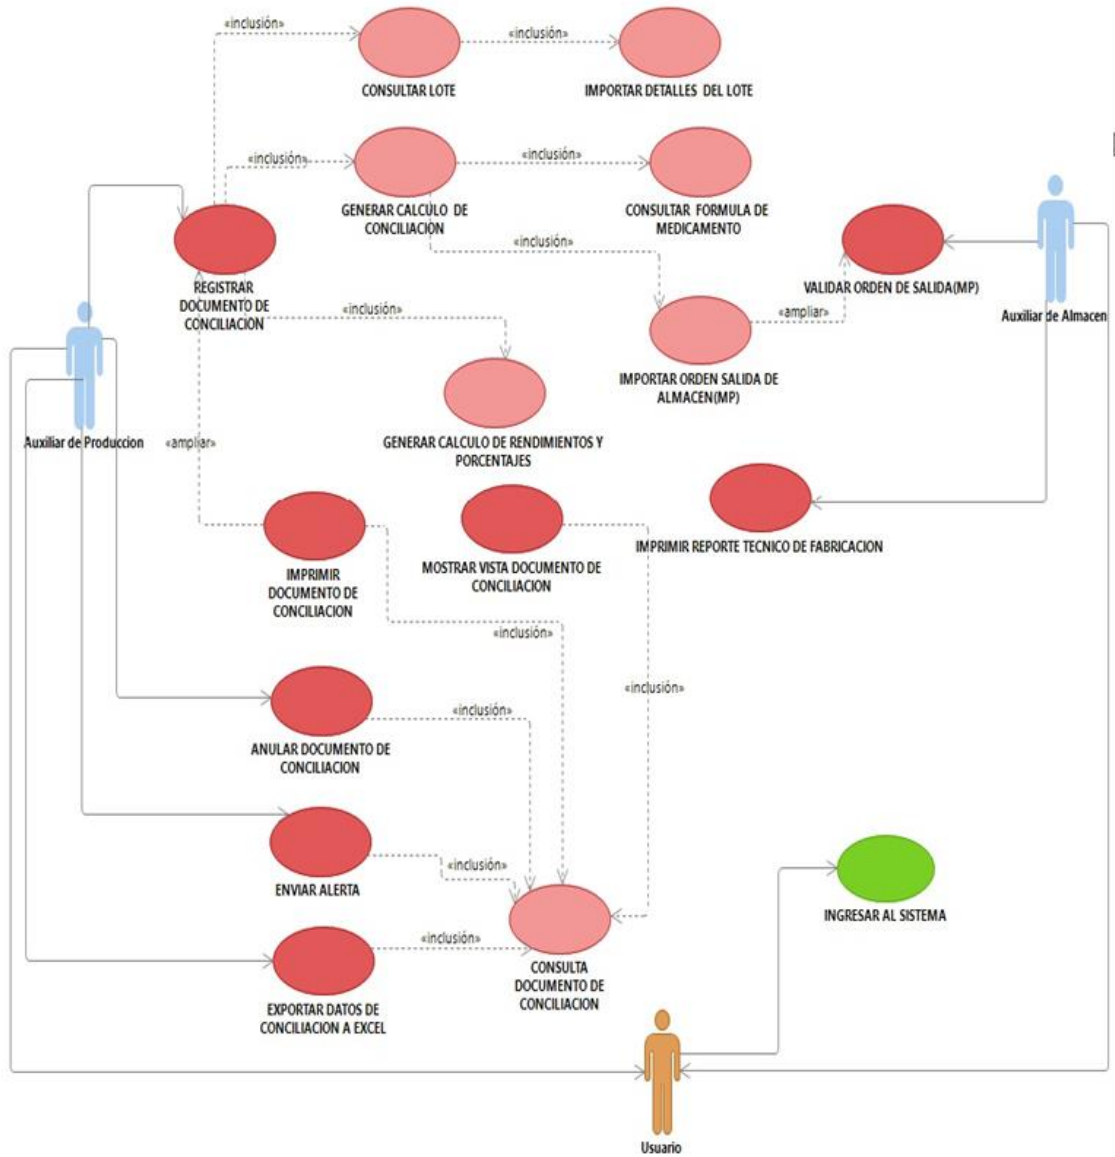 «inclusión»
«inclusión»
CONSULTAR LOTE
IMPORTAR DETALLES DEL LOTE
«inclusión»
«inclusión»
GENERAR CALCULO DE
CONCILIACION
CONSULTAR FORMULA DE
MEDICAMENTO
«inclusión»
REGISTRAR
DOCUMENTO DE
CONCILIACION
VALIDAR ORDEN DE SALIDA(MP)
Auxiliar de Almacen
«inclusión»
«ampliar»
IMPORTAR ORDEN SALIDA DE
ALMACEN(MP)
Auxiliar de Produccion
«ampliar»
GENERAR CALCULO DE RENDIMIENTOS Y
PORCENTAJES
IMPRIMIR REPORTE TECNICO DE FABRICACION
MOSTRAR VISTA DOCUMENTO DE
CONCILIACION
IMPRIMIR
DOCUMENTO DE
CONCILIACION
«inclusión»
«inclusión»
«inclusión»
ANULAR DOCUMENTO DE
CONCILIACION
«inclusión»
ENVIAR ALERTA
INGRESAR AL SISTEMA
«inclusión»
CONSULTA
DOCUMENTO DE
CONCILIACION
EXPORTAR DATOS DE
CONCILIACION A EXCEL
Usuario